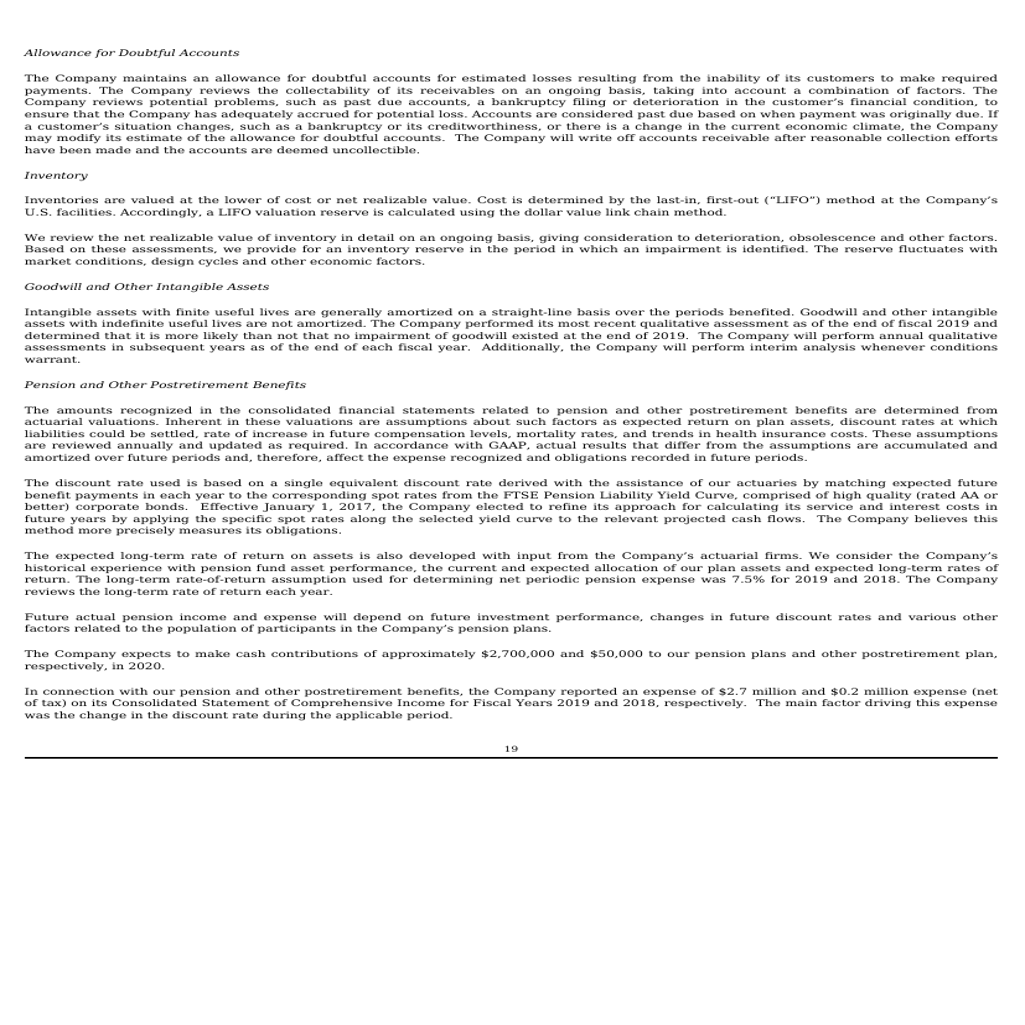 Allowance for Doubtful Accounts
The Company maintains an allowance for doubtful accounts for estimated losses resulting from the inability of its customers to make required
payments. The Company reviews the collectability of its receivables on an ongoing basis, taking into account a combination of factors. The
Company reviews potential problems, such as past due accounts, a bankruptcy filing or deterioration in the customer’s financial condition, to
ensure that the Company has adequately accrued for potential loss. Accounts are considered past due based on when payment was originally due. If
a customer’s situation changes, such as a bankruptcy or its creditworthiness, or there is a change in the current economic climate, the Company
may modify its estimate of the allowance for doubtful accounts.  The Company will write off accounts receivable after reasonable collection efforts
have been made and the accounts are deemed uncollectible.
Inventory
Inventories are valued at the lower of cost or net realizable value. Cost is determined by the last-in, first-out (“LIFO”) method at the Company’s
U.S. facilities. Accordingly, a LIFO valuation reserve is calculated using the dollar value link chain method.
We review the net realizable value of inventory in detail on an ongoing basis, giving consideration to deterioration, obsolescence and other factors.
Based on these assessments, we provide for an inventory reserve in the period in which an impairment is identified. The reserve fluctuates with
market conditions, design cycles and other economic factors.
Goodwill and Other Intangible Assets
Intangible assets with finite useful lives are generally amortized on a straight-line basis over the periods benefited. Goodwill and other intangible
assets with indefinite useful lives are not amortized. The Company performed its most recent qualitative assessment as of the end of fiscal 2019 and
determined that it is more likely than not that no impairment of goodwill existed at the end of 2019.  The Company will perform annual qualitative
assessments in subsequent years as of the end of each fiscal year.  Additionally, the Company will perform interim analysis whenever conditions
warrant.
Pension and Other Postretirement Benefits
The amounts recognized in the consolidated financial statements related to pension and other postretirement benefits are determined from
actuarial valuations. Inherent in these valuations are assumptions about such factors as expected return on plan assets, discount rates at which
liabilities could be settled, rate of increase in future compensation levels, mortality rates, and trends in health insurance costs. These assumptions
are reviewed annually and updated as required. In accordance with GAAP, actual results that differ from the assumptions are accumulated and
amortized over future periods and, therefore, affect the expense recognized and obligations recorded in future periods.
The discount rate used is based on a single equivalent discount rate derived with the assistance of our actuaries by matching expected future
benefit payments in each year to the corresponding spot rates from the FTSE Pension Liability Yield Curve, comprised of high quality (rated AA or
better) corporate bonds.  Effective January 1, 2017, the Company elected to refine its approach for calculating its service and interest costs in
future years by applying the specific spot rates along the selected yield curve to the relevant projected cash flows.  The Company believes this
method more precisely measures its obligations.
The expected long-term rate of return on assets is also developed with input from the Company’s actuarial firms. We consider the Company’s
historical experience with pension fund asset performance, the current and expected allocation of our plan assets and expected long-term rates of
return. The long-term rate-of-return assumption used for determining net periodic pension expense was 7.5% for 2019 and 2018. The Company
reviews the long-term rate of return each year.
Future actual pension income and expense will depend on future investment performance, changes in future discount rates and various other
factors related to the population of participants in the Company’s pension plans.
The Company expects to make cash contributions of approximately $2,700,000 and $50,000 to our pension plans and other postretirement plan,
respectively, in 2020.
In connection with our pension and other postretirement benefits, the Company reported an expense of $2.7 million and $0.2 million expense (net
of tax) on its Consolidated Statement of Comprehensive Income for Fiscal Years 2019 and 2018, respectively.  The main factor driving this expense
was the change in the discount rate during the applicable period.
19